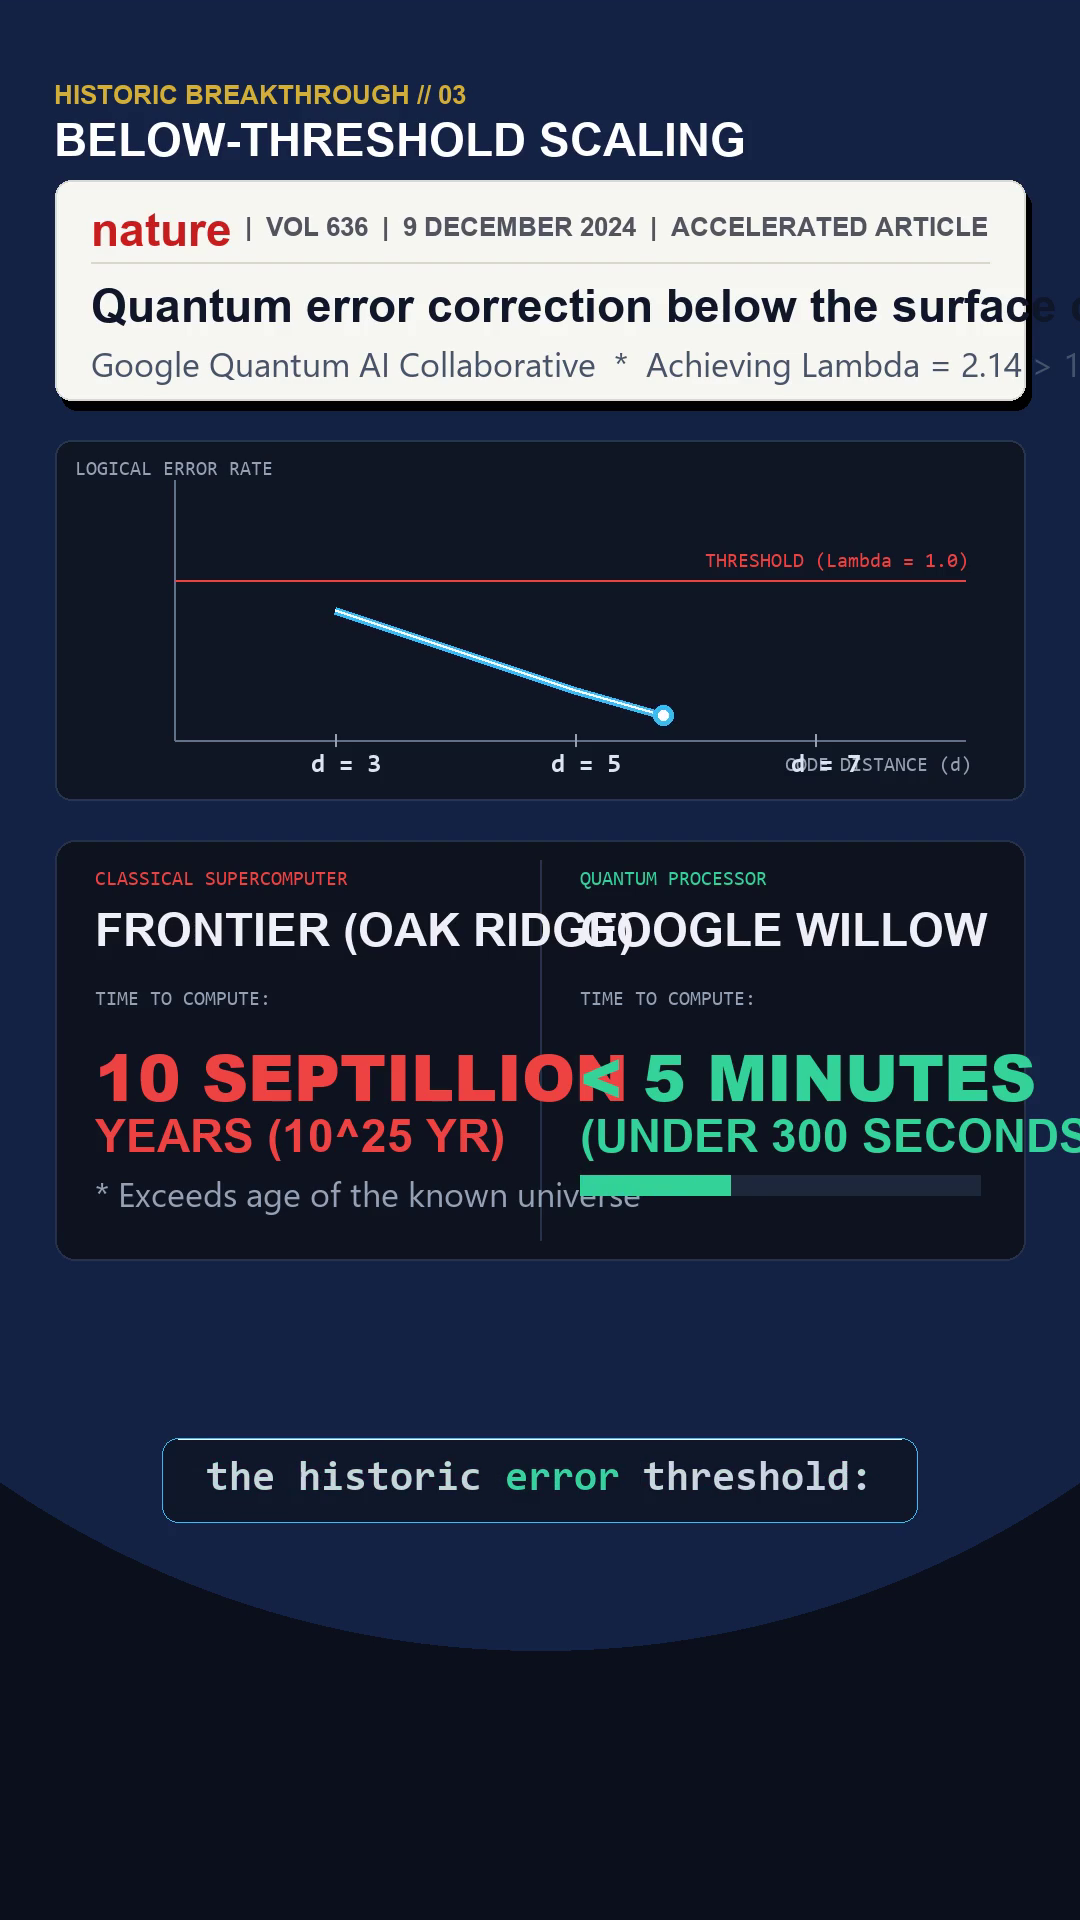 HISTORIC BREAKTHROUGH // 03
BELOW-THRESHOLD SCALING
nature | VOL 636 | 9 DECEMBER 2024 | ACCELERATED ARTICLE
Quantum error correction below the surface
Google Quantum AI Collaborative * Achieving Lambda = 2.14 > 1
LOGICAL ERROR RATE
THRESHOLD (Lambda = 1.0)
d = 3
d = 5
d = 7
CODE DISTANCE (d)
CLASSICAL SUPERCOMPUTER
FRONTIER (OAK RIDGE)
TIME TO COMPUTE:
10 SEPTILLION
YEARS (10^25 YR)
* Exceeds age of the known universe
QUANTUM PROCESSOR
GOOGLE WILLOW
TIME TO COMPUTE:
< 5 MINUTES
(UNDER 300 SECONDS
the historic error threshold: